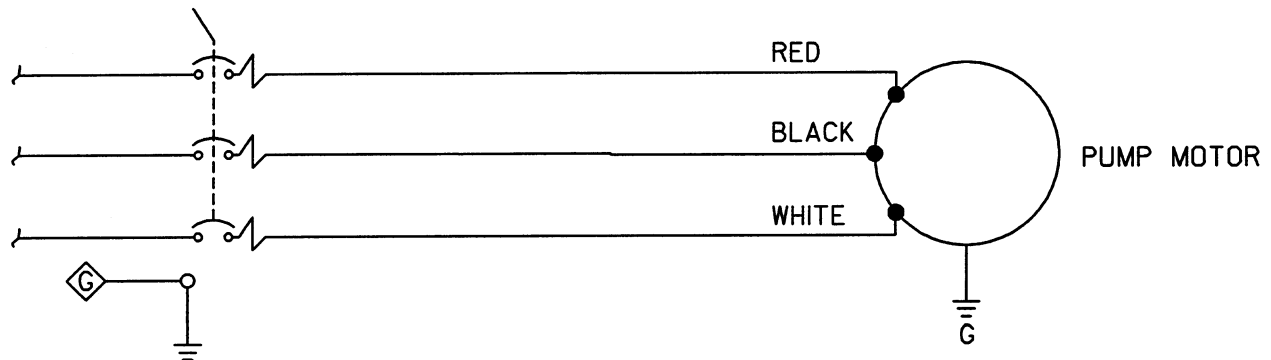 RED
BLACK
PUMP MOTOR
WHITE
G
G